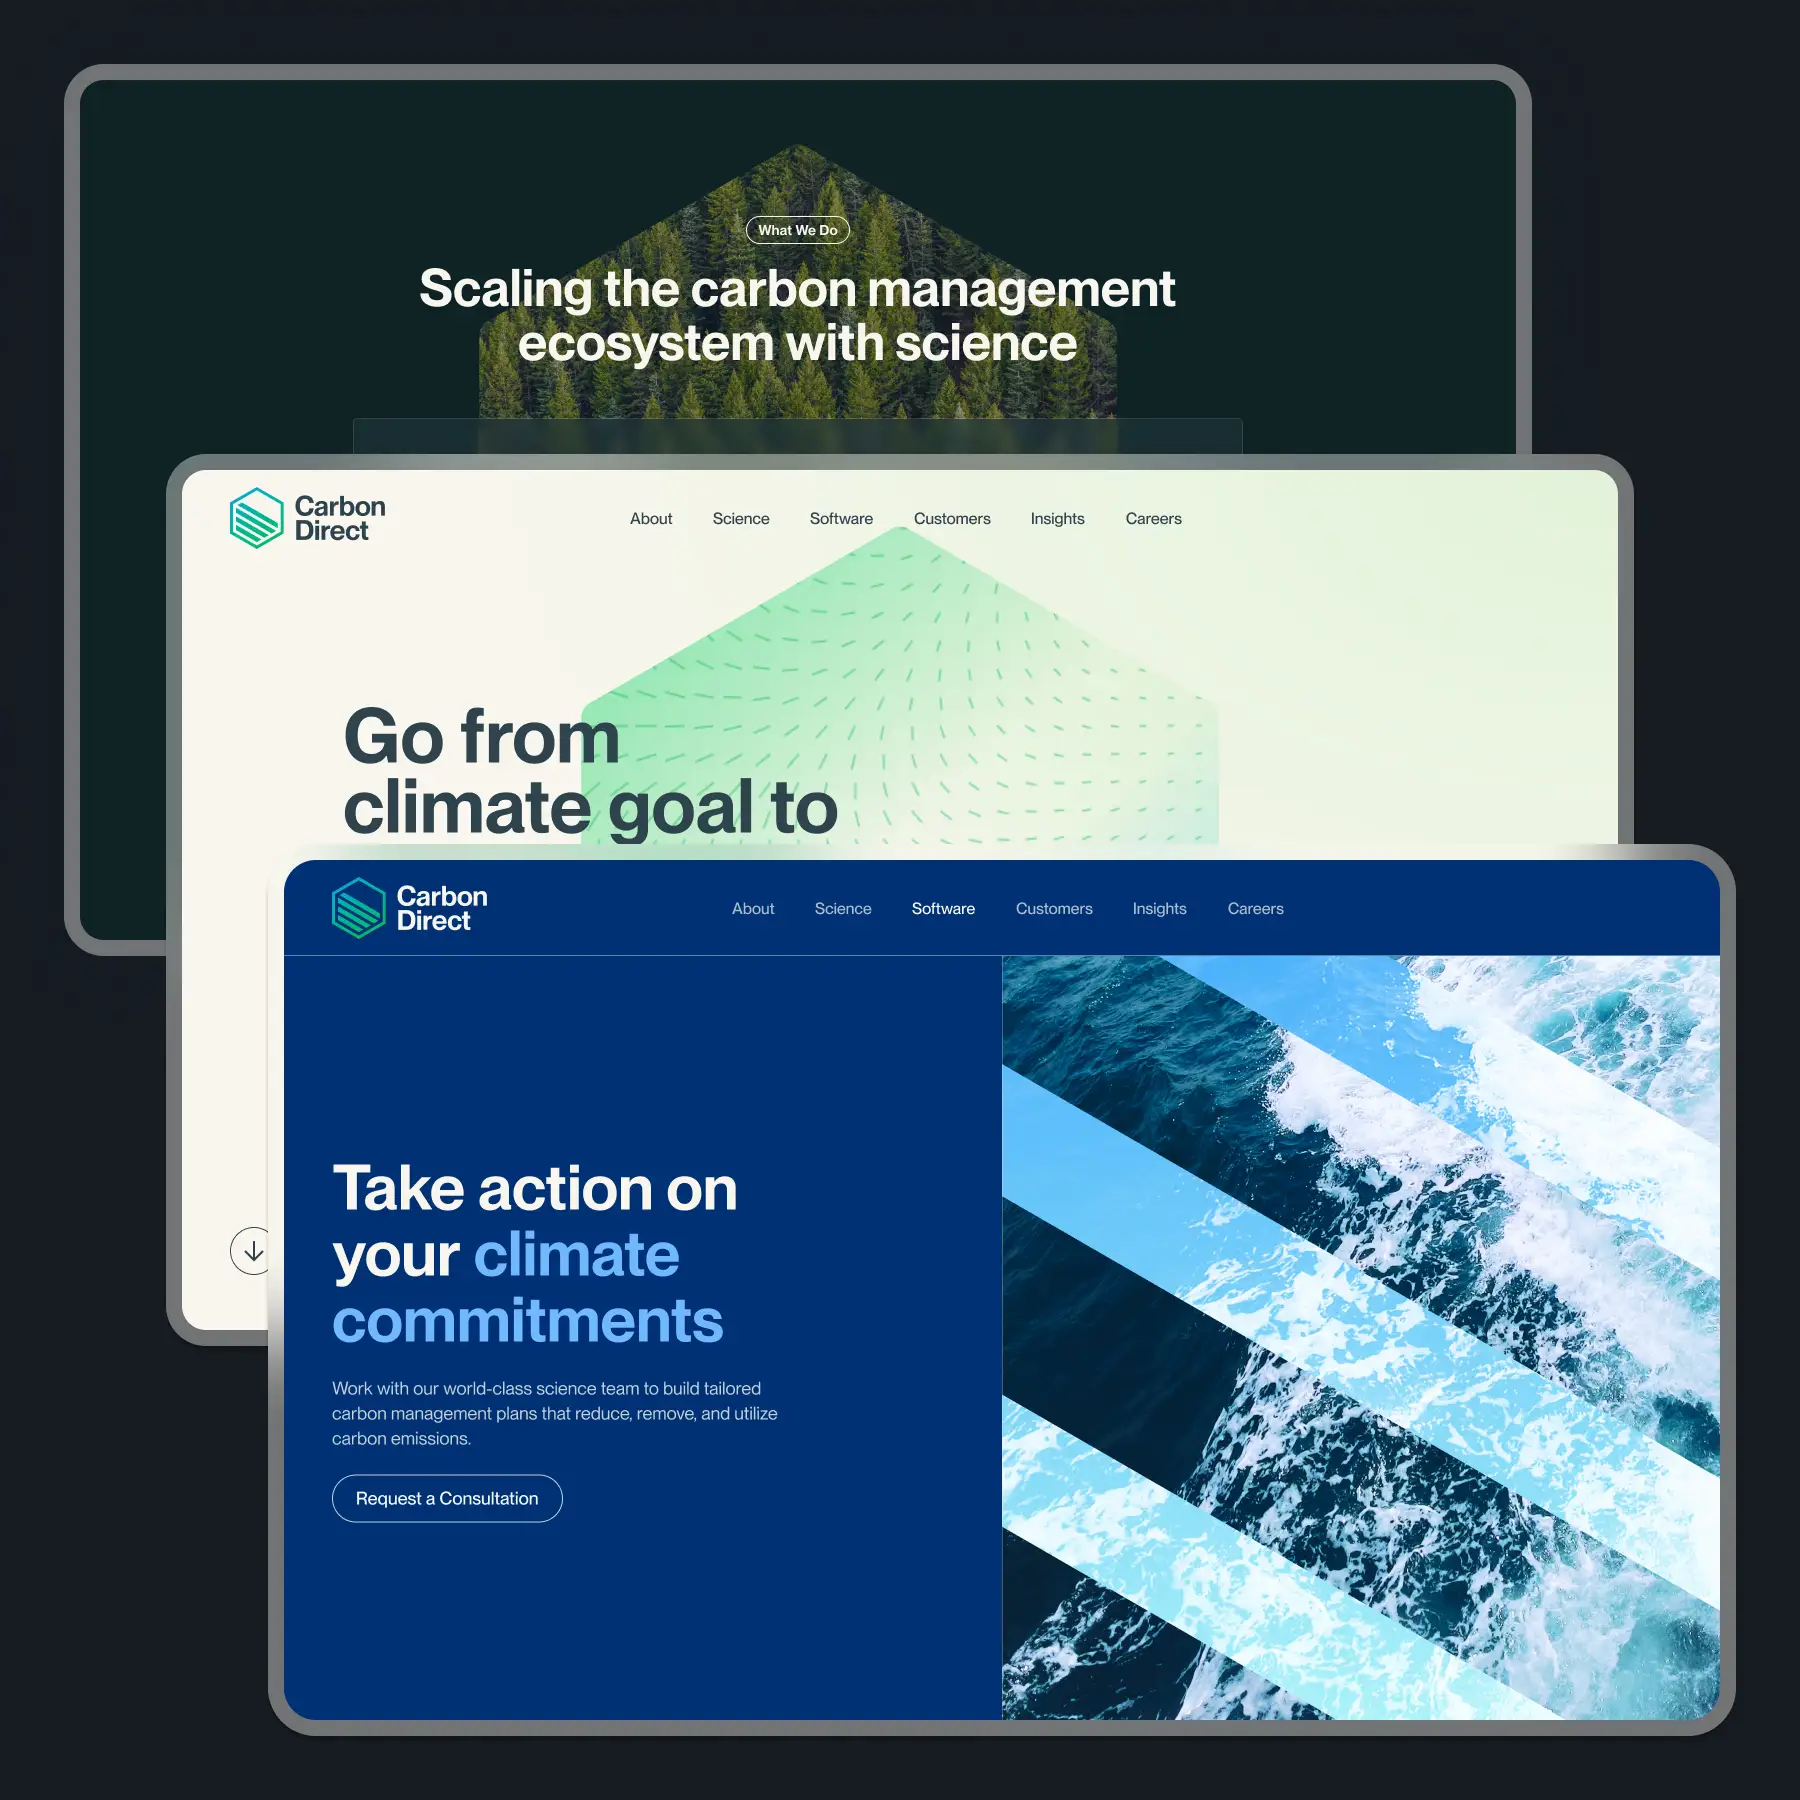 What We Do
Scaling the carbon management
ecosystem with science
Carbon
Direct
About Science Software Customers Insights Careers
Go from
climate goal to
Carbon
Direct
About Science Software Customers Insights Careers
Take action on
your climate
commitments
Work with our world-class science team to build tailored
carbon management plans that reduce, remove, and utilize
carbon emissions.
Request a Consultation